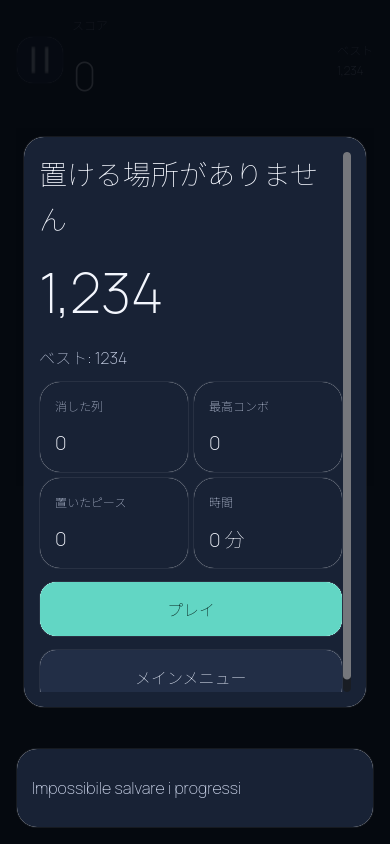 スコア
0
ベスト
1234
置ける場所がありませ
ん
1,234
ベスト: 1234
消した列
0
最高コンボ
0
置いたピース
0
時間
0 分
プレイ
メインメニュー
Impossibile salvare i progressi